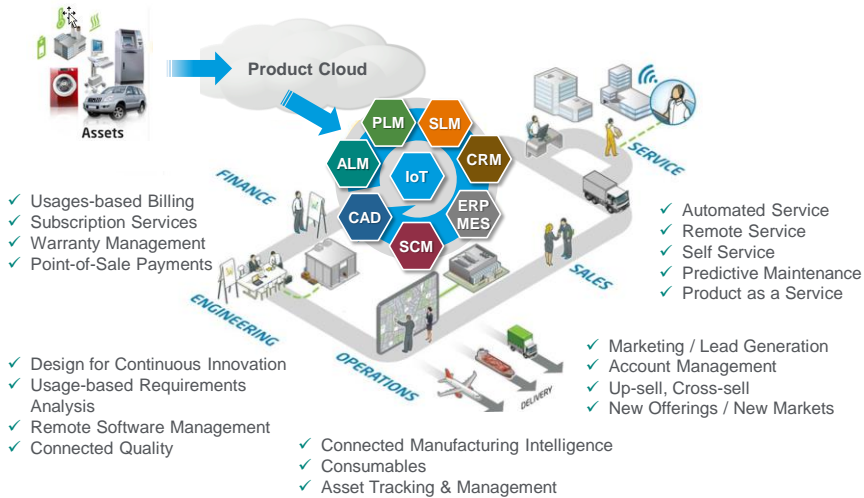 Assets
Product Cloud
PLM
SLM
ALM
IoT
CRM
CAD
ERP
MES
SCM
FINANCE
SERVICE
ENGINEERING
OPERATIONS
SALES
DELIVERY
✓ Usages-based Billing
✓ Subscription Services
✓ Warranty Management
✓ Point-of-Sale Payments
✓ Automated Service
✓ Remote Service
✓ Self Service
✓ Predictive Maintenance
✓ Product as a Service
✓ Design for Continuous Innovation
✓ Usage-based Requirements
Analysis
✓ Remote Software Management
✓ Connected Quality
✓ Marketing / Lead Generation
✓ Account Management
✓ Up-sell, Cross-sell
✓ New Offerings / New Markets
✓ Connected Manufacturing Intelligence
✓ Consumables
✓ Asset Tracking & Management